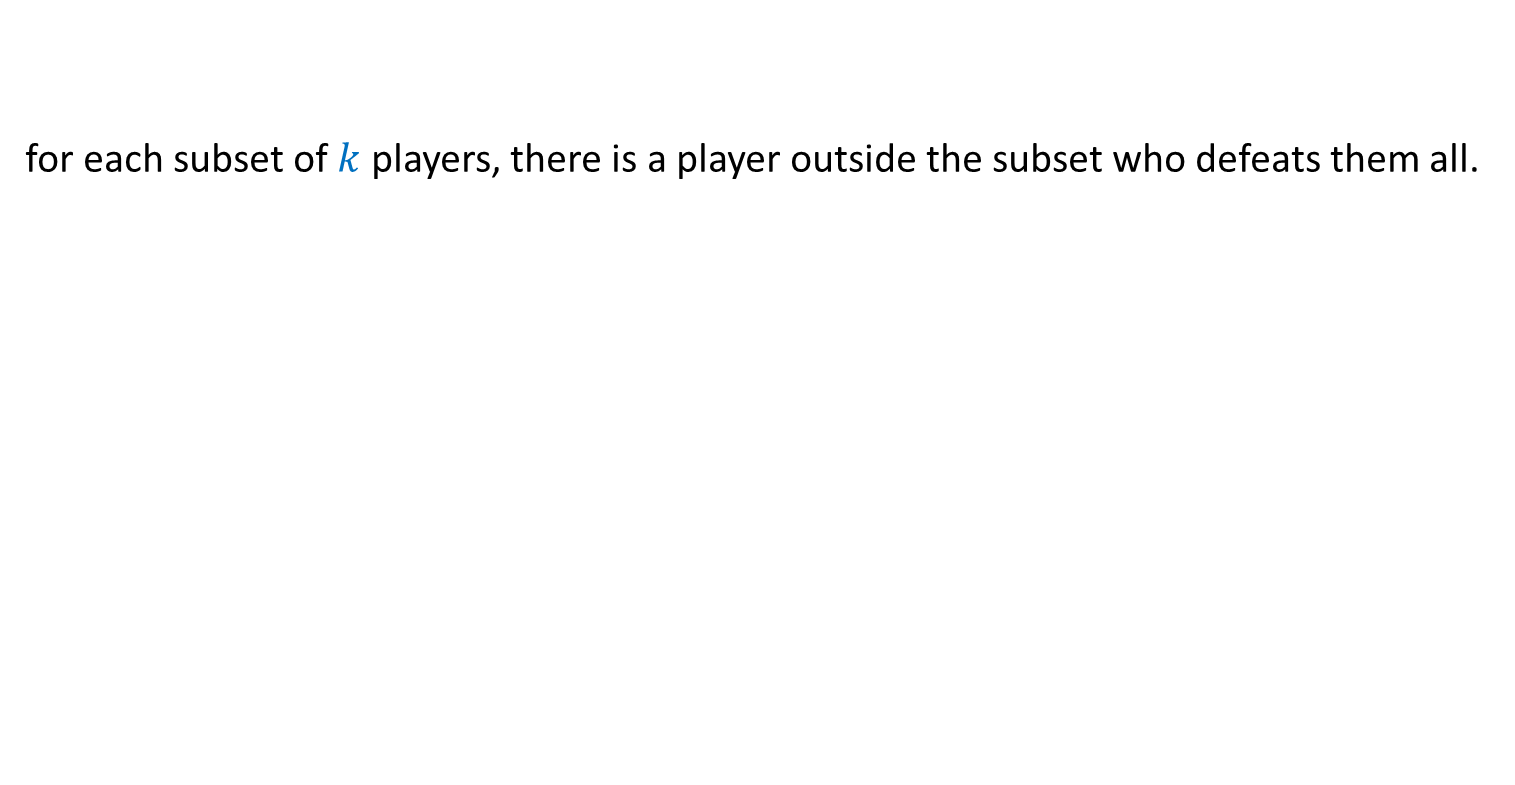 for each subset of k players, there is a player outside the subset who defeats them all.